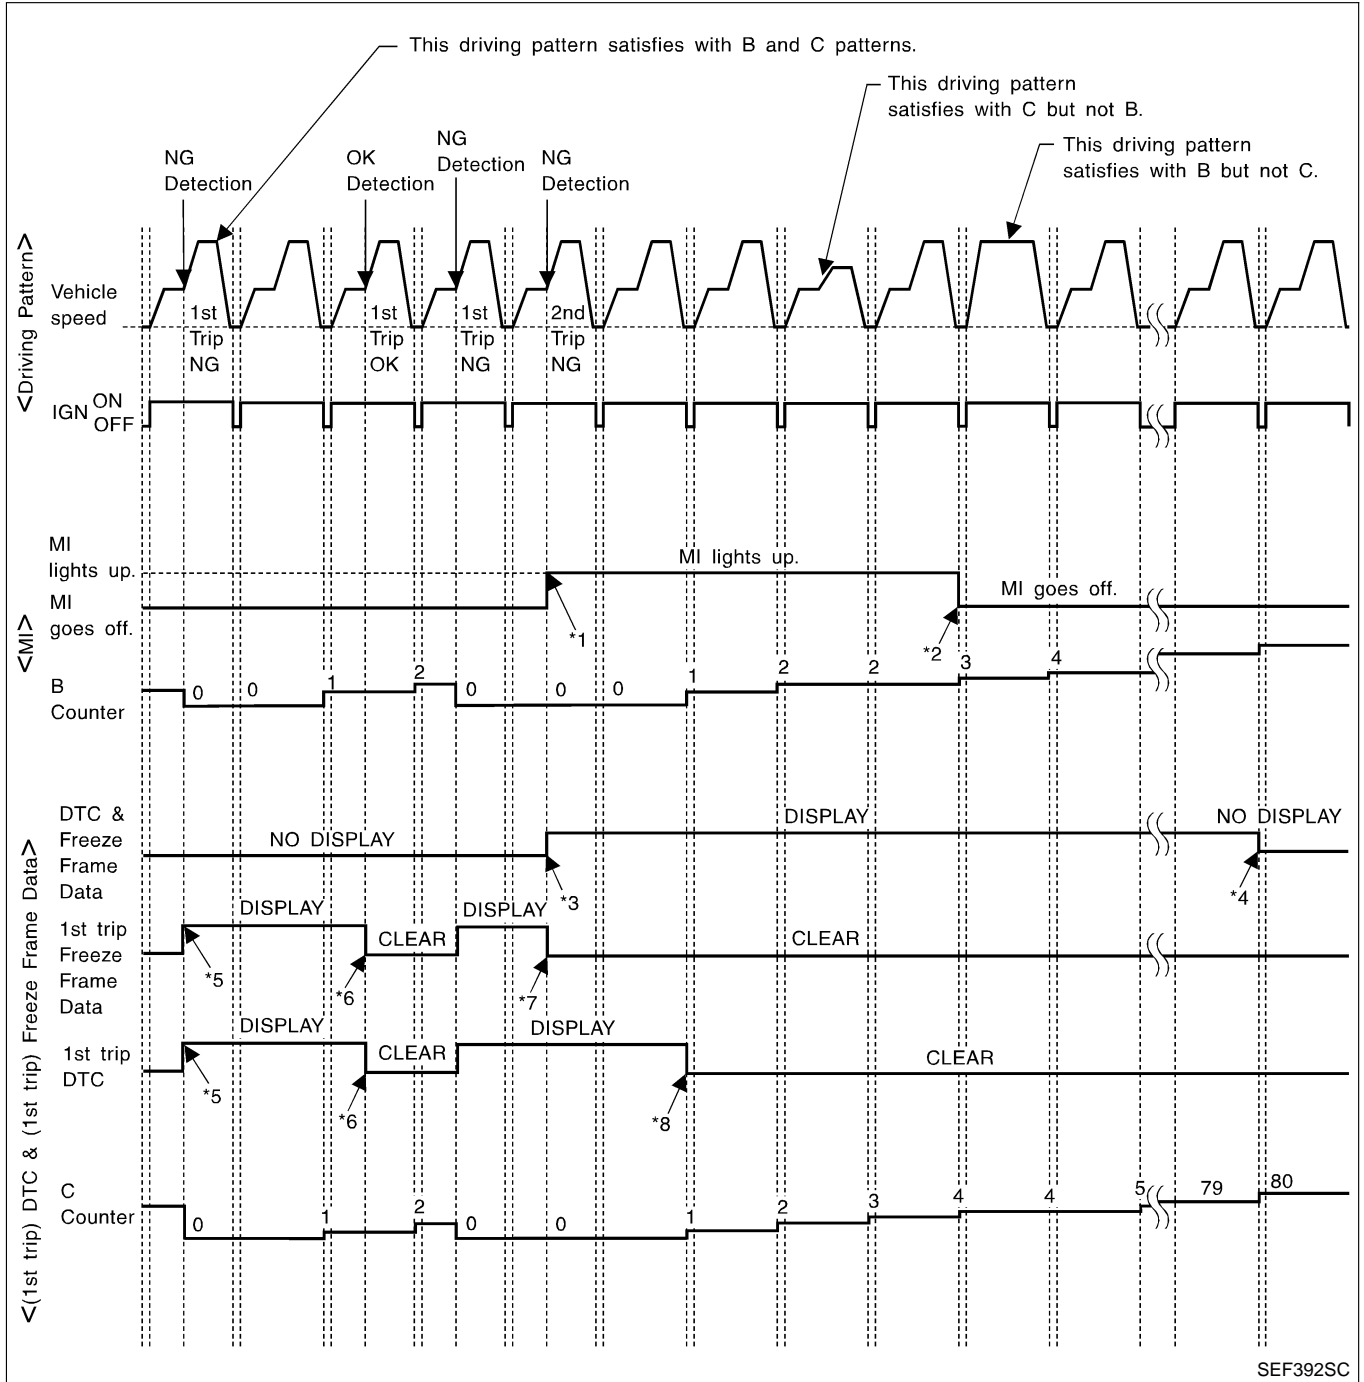 This driving pattern satisfies with B and C patterns.
This driving pattern
satisfies with C but not B.
This driving pattern
satisfies with B but not C.
NG
Detection
OK
Detection
NG
Detection
NG
Detection
<Driving Pattern>
Vehicle
speed
1st
Trip
NG
1st
Trip
OK
1st
Trip
NG
2nd
Trip
NG
IGN ON
OFF
<MI>
MI
lights up.
MI
goes off.
MI lights up.
MI goes off.
*1
*2
B
Counter
0 0 1 2 0 0 0 1 2 2 3 4
<(1st trip) DTC & (1st trip) Freeze Frame Data>
DTC &
Freeze
Frame
Data
NO DISPLAY
DISPLAY
NO DISPLAY
*3
*4
1st trip
Freeze
Frame
Data
DISPLAY
CLEAR
DISPLAY
CLEAR
*5
*6
*7
1st trip
DTC
DISPLAY
CLEAR
DISPLAY
CLEAR
*5
*6
*8
C
Counter
0 1 2 0 0 1 2 3 4 4 5 79 80
SEF392SC